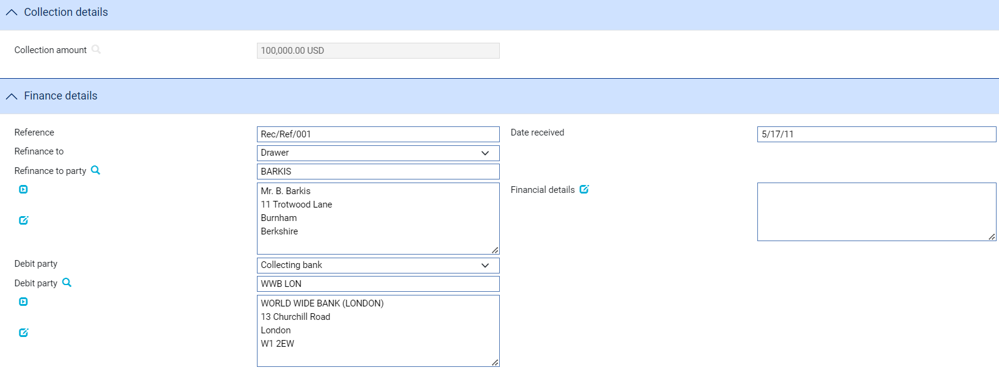 Collection details
Collection amount
100,000.00 USD
Finance details
Reference
Rec/Ref/001
Date received
5/17/11
Refinance to
Drawer
Refinance to party
BARKIS
Mr. B. Barkis
11 Trotwood Lane
Burnham
Berkshire
Financial details
Debit party
Collecting bank
Debit party
WWB LON
WORLD WIDE BANK (LONDON)
13 Churchill Road
London
W1 2EW